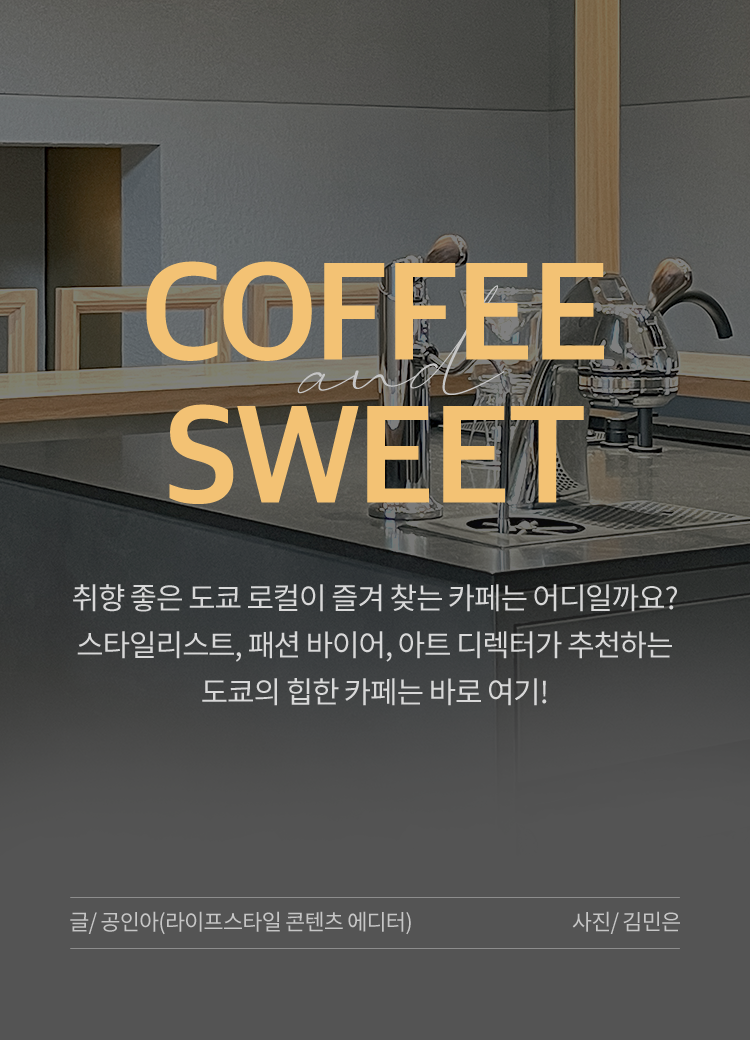 COFFEE
and
SWEET
취향 좋은 도쿄 로컬이 즐겨 찾는 카페는 어디일까요?
스타일리스트, 패션 바이어, 아트 디렉터가 추천하는
도쿄의 힙한 카페는 바로 여기!
글/ 공인아(라이프스타일 콘텐츠 에디터) 사진/ 김민은